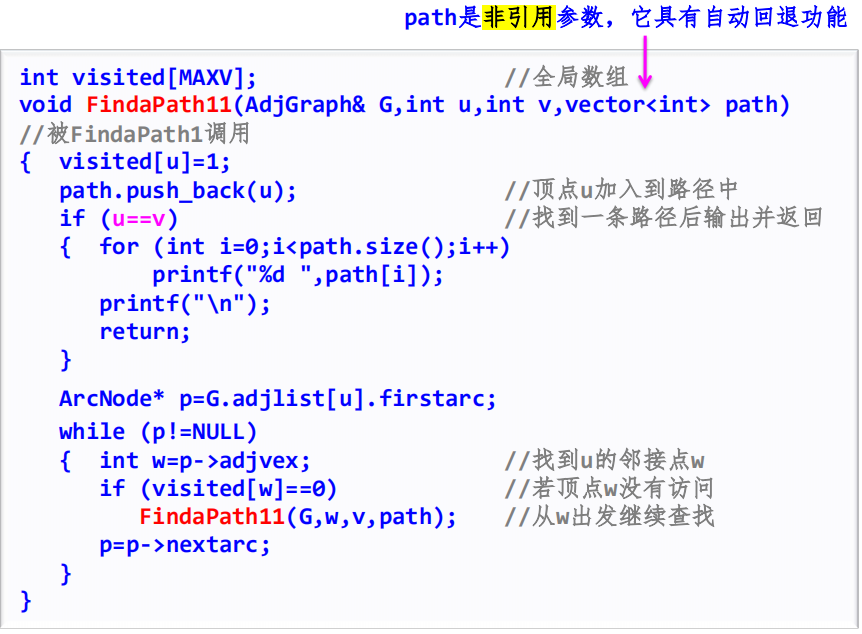 path是非引用参数，它具有自动回退功能
int visited[MAXV];                    //全局数组
void FindaPath11(AdjGraph& G,int u,int v,vector<int> path)
//被FindaPath1调用
{  visited[u]=1;
   path.push_back(u);                 //顶点u加入到路径中
   if (u==v)                          //找到一条路径后输出并返回
   {  for (int i=0;i<path.size();i++)
          printf("%d ",path[i]);
      printf("\n");
      return;
   }
   ArcNode* p=G.adjlist[u].firstarc;
   while (p!=NULL)
   {  int w=p->adjvex;                //找到u的邻接点w
      if (visited[w]==0)              //若顶点w没有访问
         FindaPath11(G,w,v,path);     //从w出发继续查找
      p=p->nextarc;
   }
}